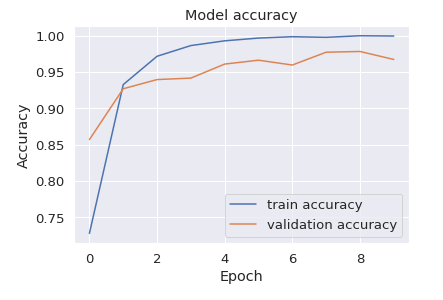 Model accuracy
1.00
0.95
0.90
0.85
0.80
0.75
Accuracy
train accuracy
validation accuracy
0 2 4 6 8
Epoch